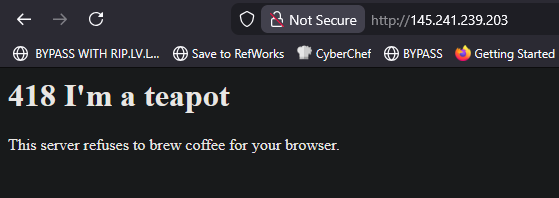 Not Secure http://145.241.239.203
BYPASS WITH RIP.LV.L... Save to RefWorks CyberChef BYPASS Getting Started
418 I'm a teapot
This server refuses to brew coffee for your browser.